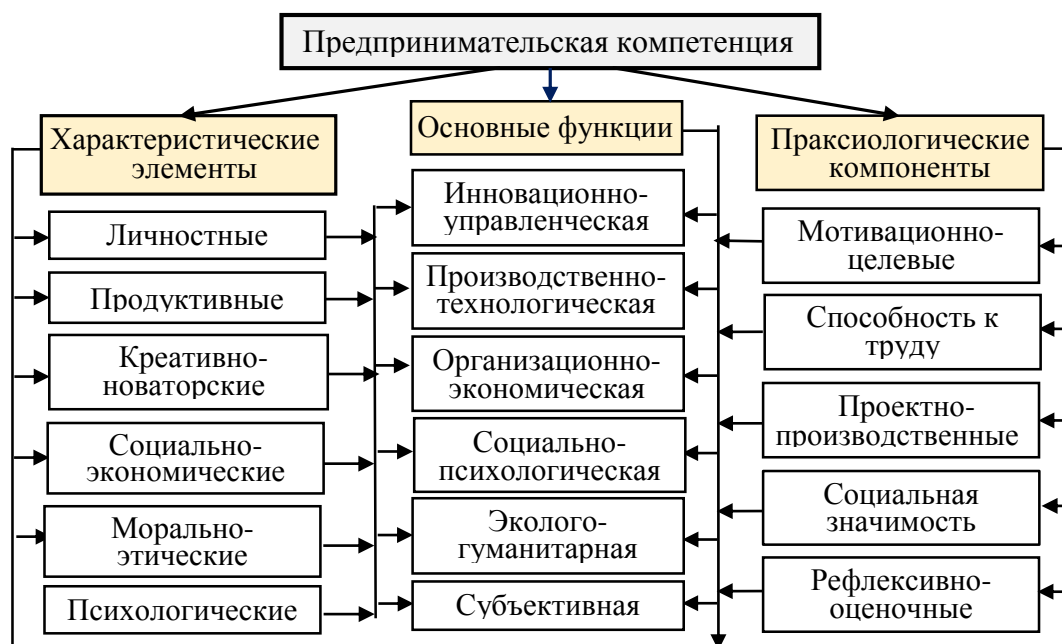 Предпринимательская компетенция
Характеристические
элементы
Личностные
Продуктивные
Креативно-
новаторские
Социально-
экономические
Морально-
этические
Психологические
Основные функции
Инновационно-
управленческая
Производственно-
технологическая
Организационно-
экономическая
Социально-
психологическая
Эколого-
гуманитарная
Субъективная
Праксиологические
компоненты
Мотивационно-
целевые
Способность к
труду
Проектно-
производственные
Социальная
значимость
Рефлексивно-
оценочные